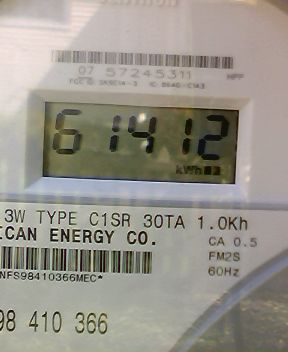 07 57245311
61412
kWh
3W TYPE C1SR 30TA 1.0Kh
ICAN ENERGY CO.
CA 0.5
FM2S
60Hz
NFS98410366MEC*
98 410 366